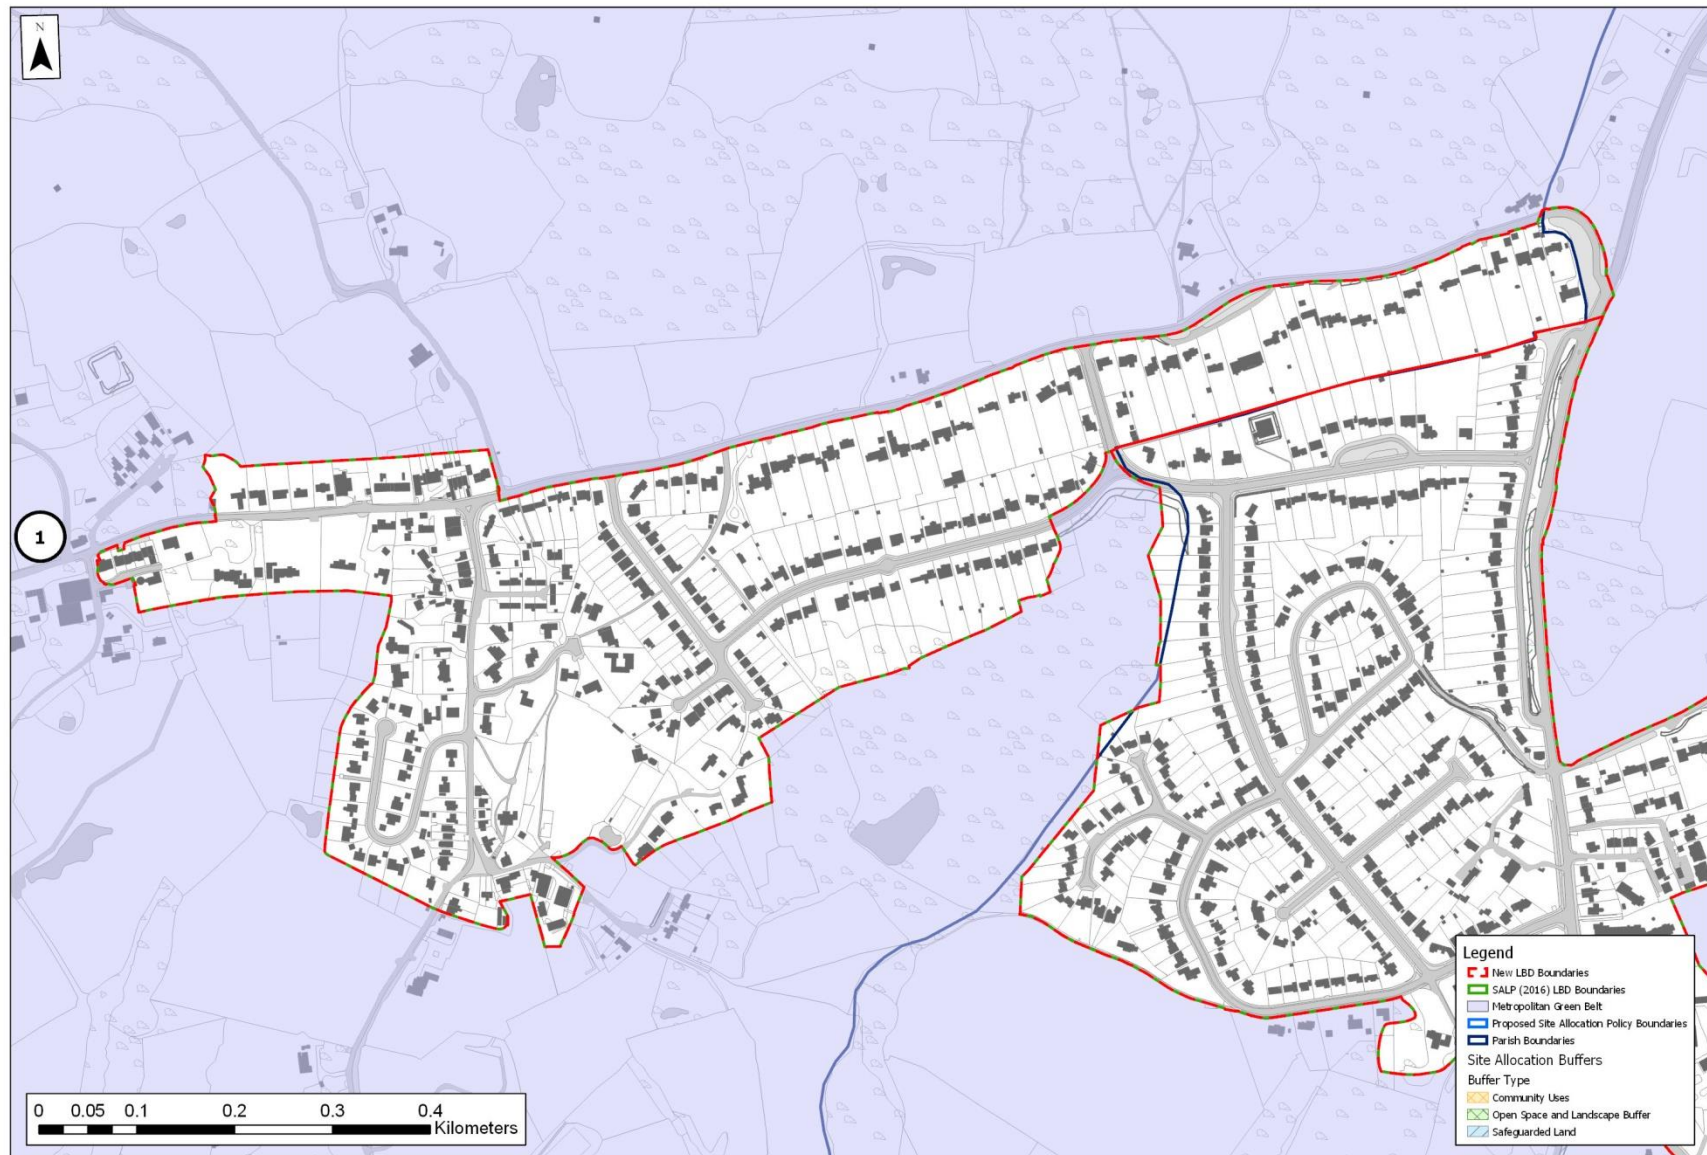 N
1
Legend
New LBD Boundaries
SALP (2016) LBD Boundaries
Metropolitan Green Belt
Proposed Site Allocation Policy Boundaries
Parish Boundaries
Site Allocation Buffers
Buffer Type
Community Uses
Open Space and Landscape Buffer
Safeguarded Land
0 0.05 0.1 0.2 0.3 0.4
Kilometers